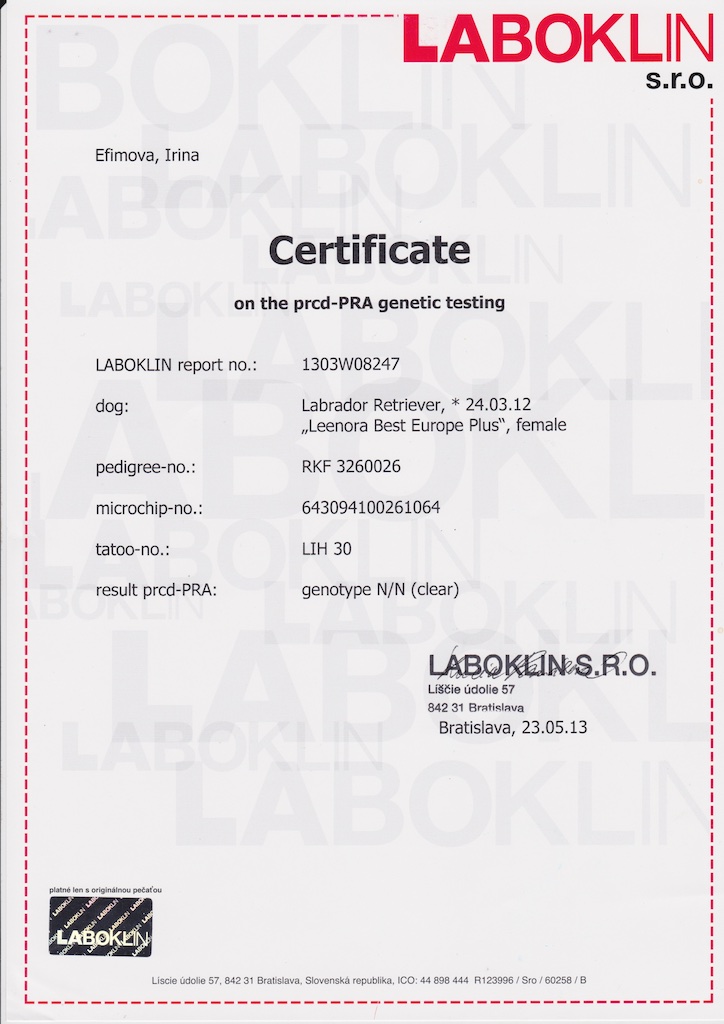 LABOKLIN
s.r.o.
Efimova, Irina
Certificate
on the prcd-PRA genetic testing
LABOKLIN report no.: 1303W08247
dog: Labrador Retriever, * 24.03.12
„Leenora Best Europe Plus“, female
pedigree-no.: RKF 3260026
microchip-no.: 643094100261064
tatoo-no.: LIH 30
result prcd-PRA: genotype N/N (clear)
LABOKLIN S.R.O.
Líščie údolie 57
842 31 Bratislava
Bratislava, 23.05.13
platné len s originálnou pečaťou
LABOKLIN
Líscie údolie 57, 842 31 Bratislava, Slovenská republika, ICO: 44 898 444 R123996 / Sro / 60258 / B